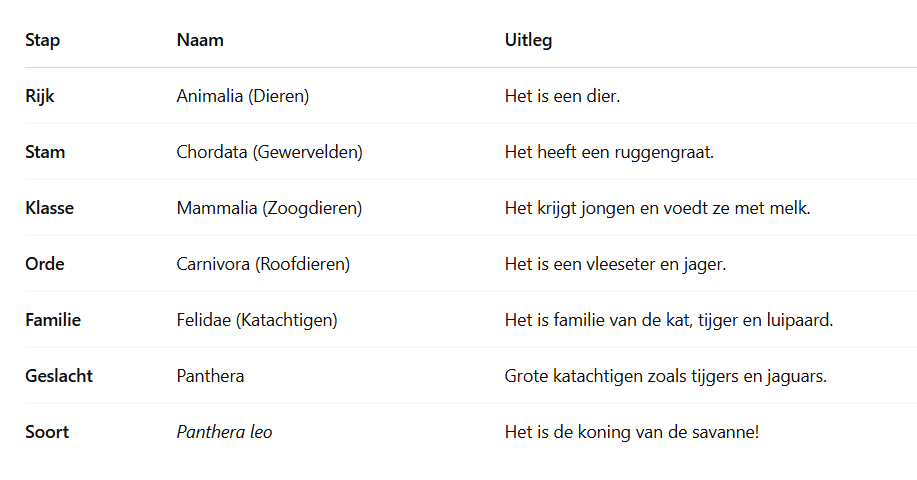 Stap Naam Uitleg
Rijk Animalia (Dieren) Het is een dier.
Stam Chordata (Gewervelden) Het heeft een ruggengraat.
Klasse Mammalia (Zoogdieren) Het krijgt jongen en voedt ze met melk.
Orde Carnivora (Roofdieren) Het is een vleeseter en jager.
Familie Felidae (Katachtigen) Het is familie van de kat, tijger en luipaard.
Geslacht Panthera Grote katachtigen zoals tijgers en jaguars.
Soort Panthera leo Het is de koning van de savanne!